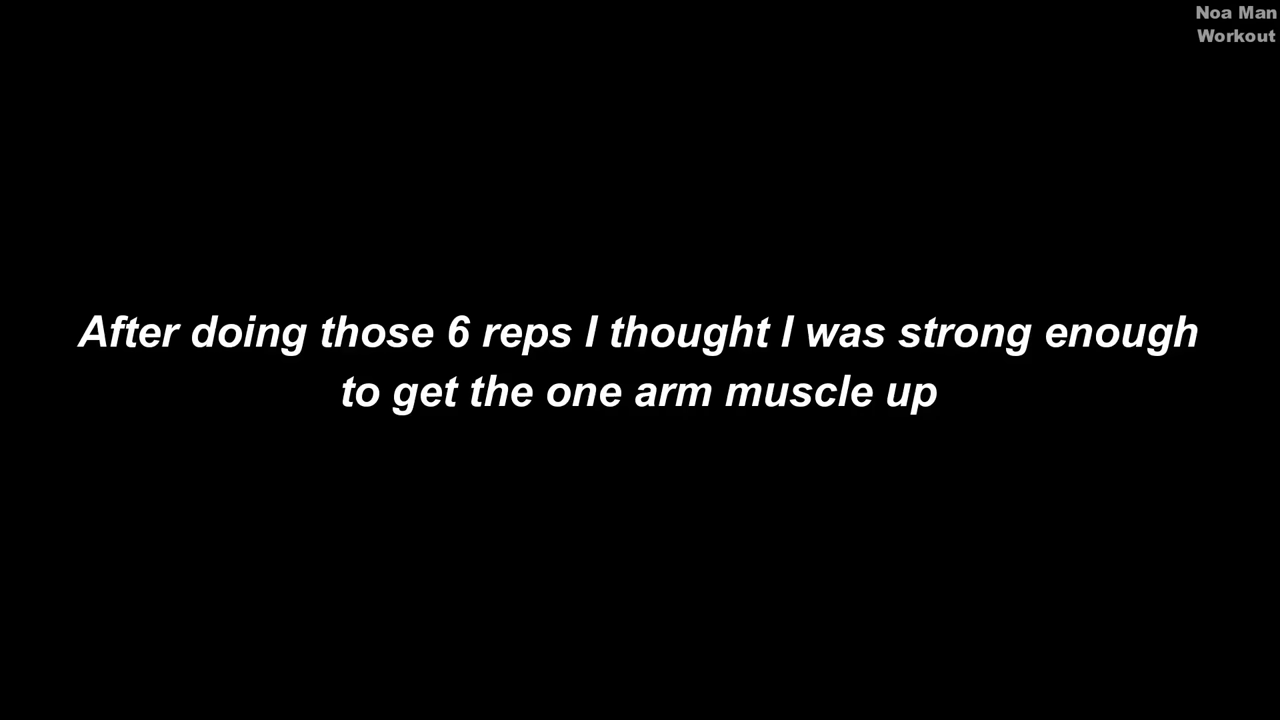 Noa Man
Workout
After doing those 6 reps I thought I was strong enough
to get the one arm muscle up